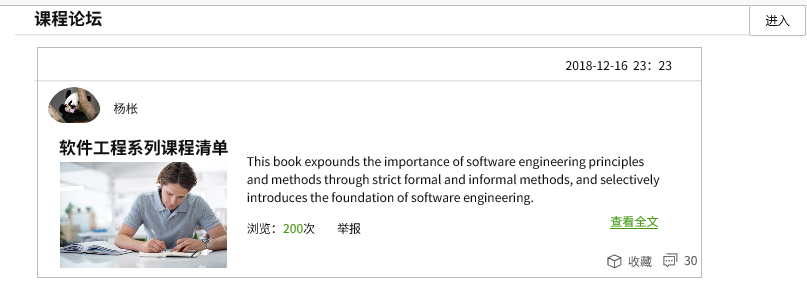 课程论坛
进入
2018-12-16 23：23
杨枨
软件工程系列课程清单
This book expounds the importance of software engineering principles
and methods through strict formal and informal methods, and selectively
introduces the foundation of software engineering.
浏览：200次 举报
查看全文
收藏 30